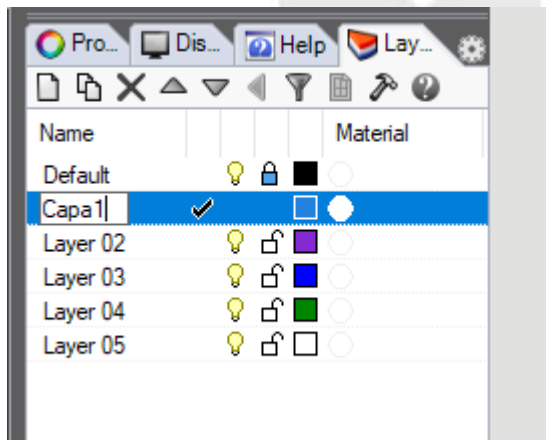 Pro... Dis... Help Lay...
Name Material
Default
Capa1
Layer 02
Layer 03
Layer 04
Layer 05